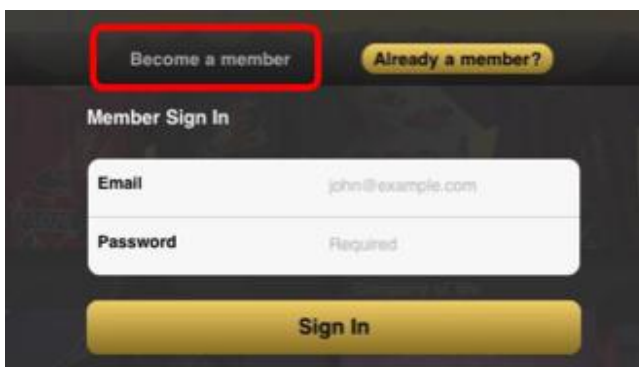 Become a member Already a member?
Member Sign In
Email john@example.com
Password Required
Sign In